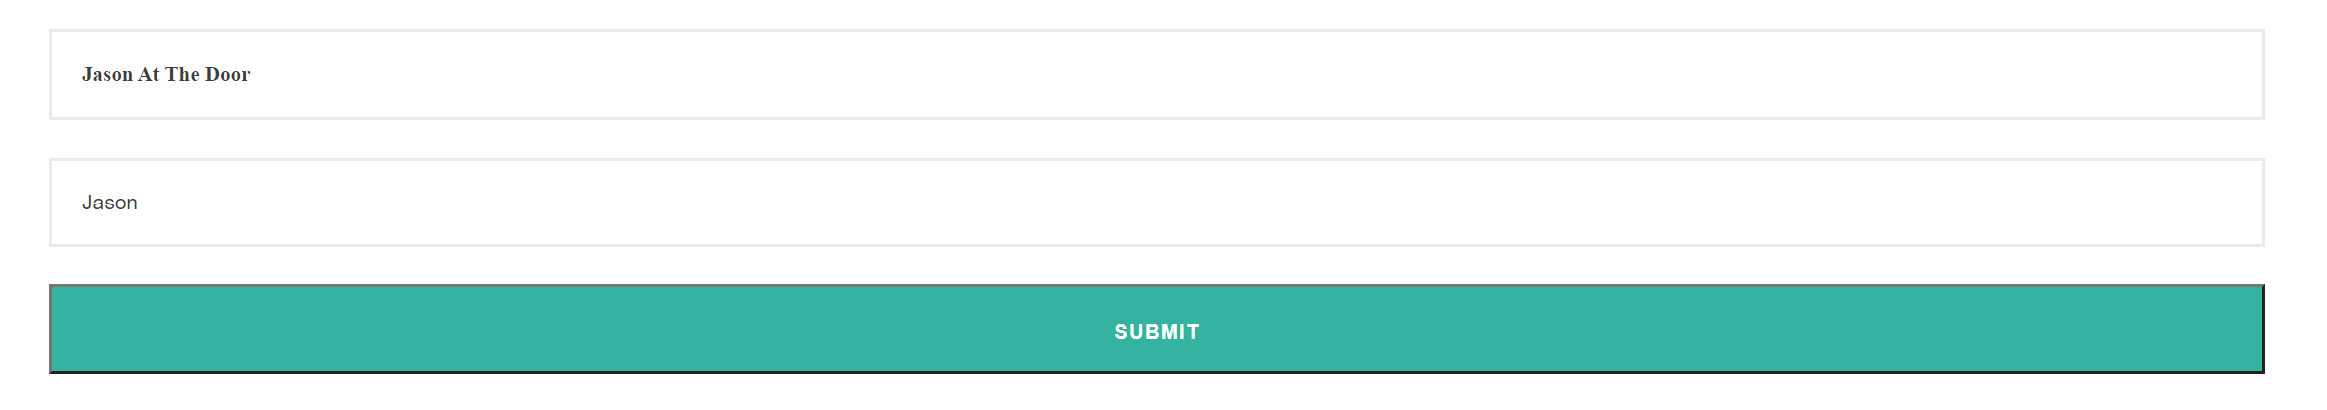 Jason At The Door
Jason
SUBMIT